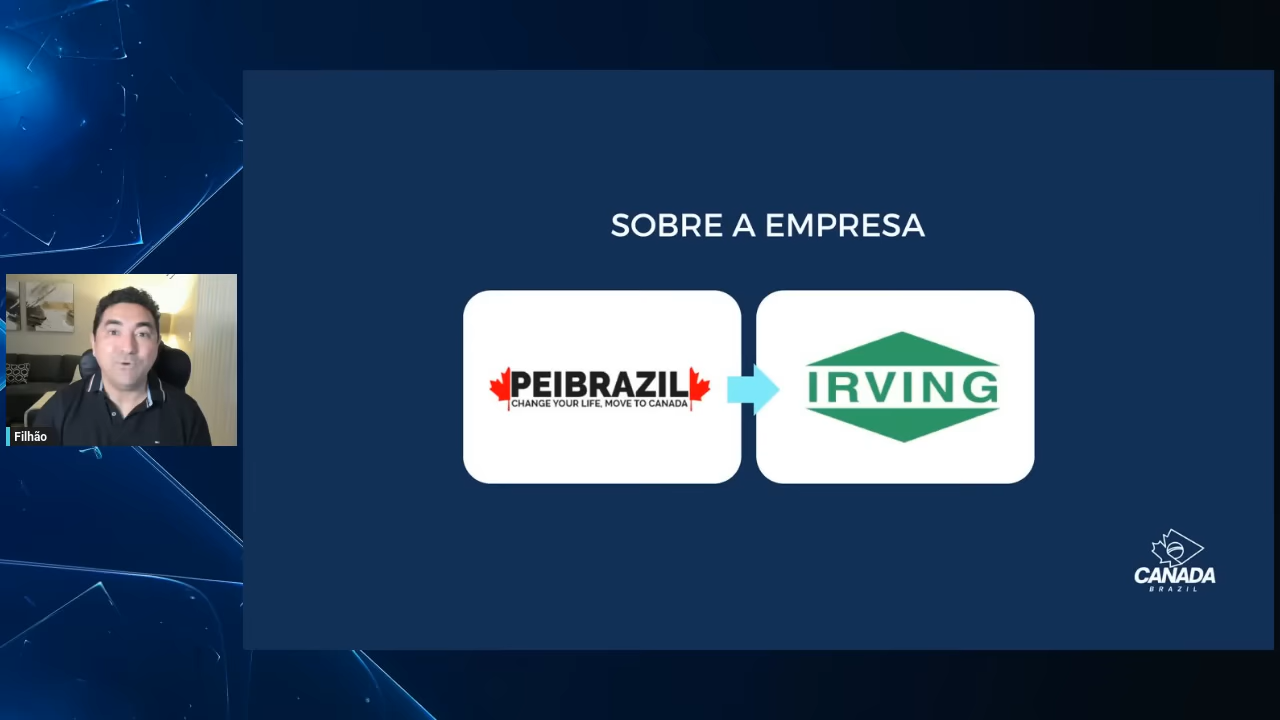 SOBRE A EMPRESA
PEIBRAZIL
CHANGE YOUR LIFE, MOVE TO CANADA
IRVING
Filhão
CANADA
BRAZIL